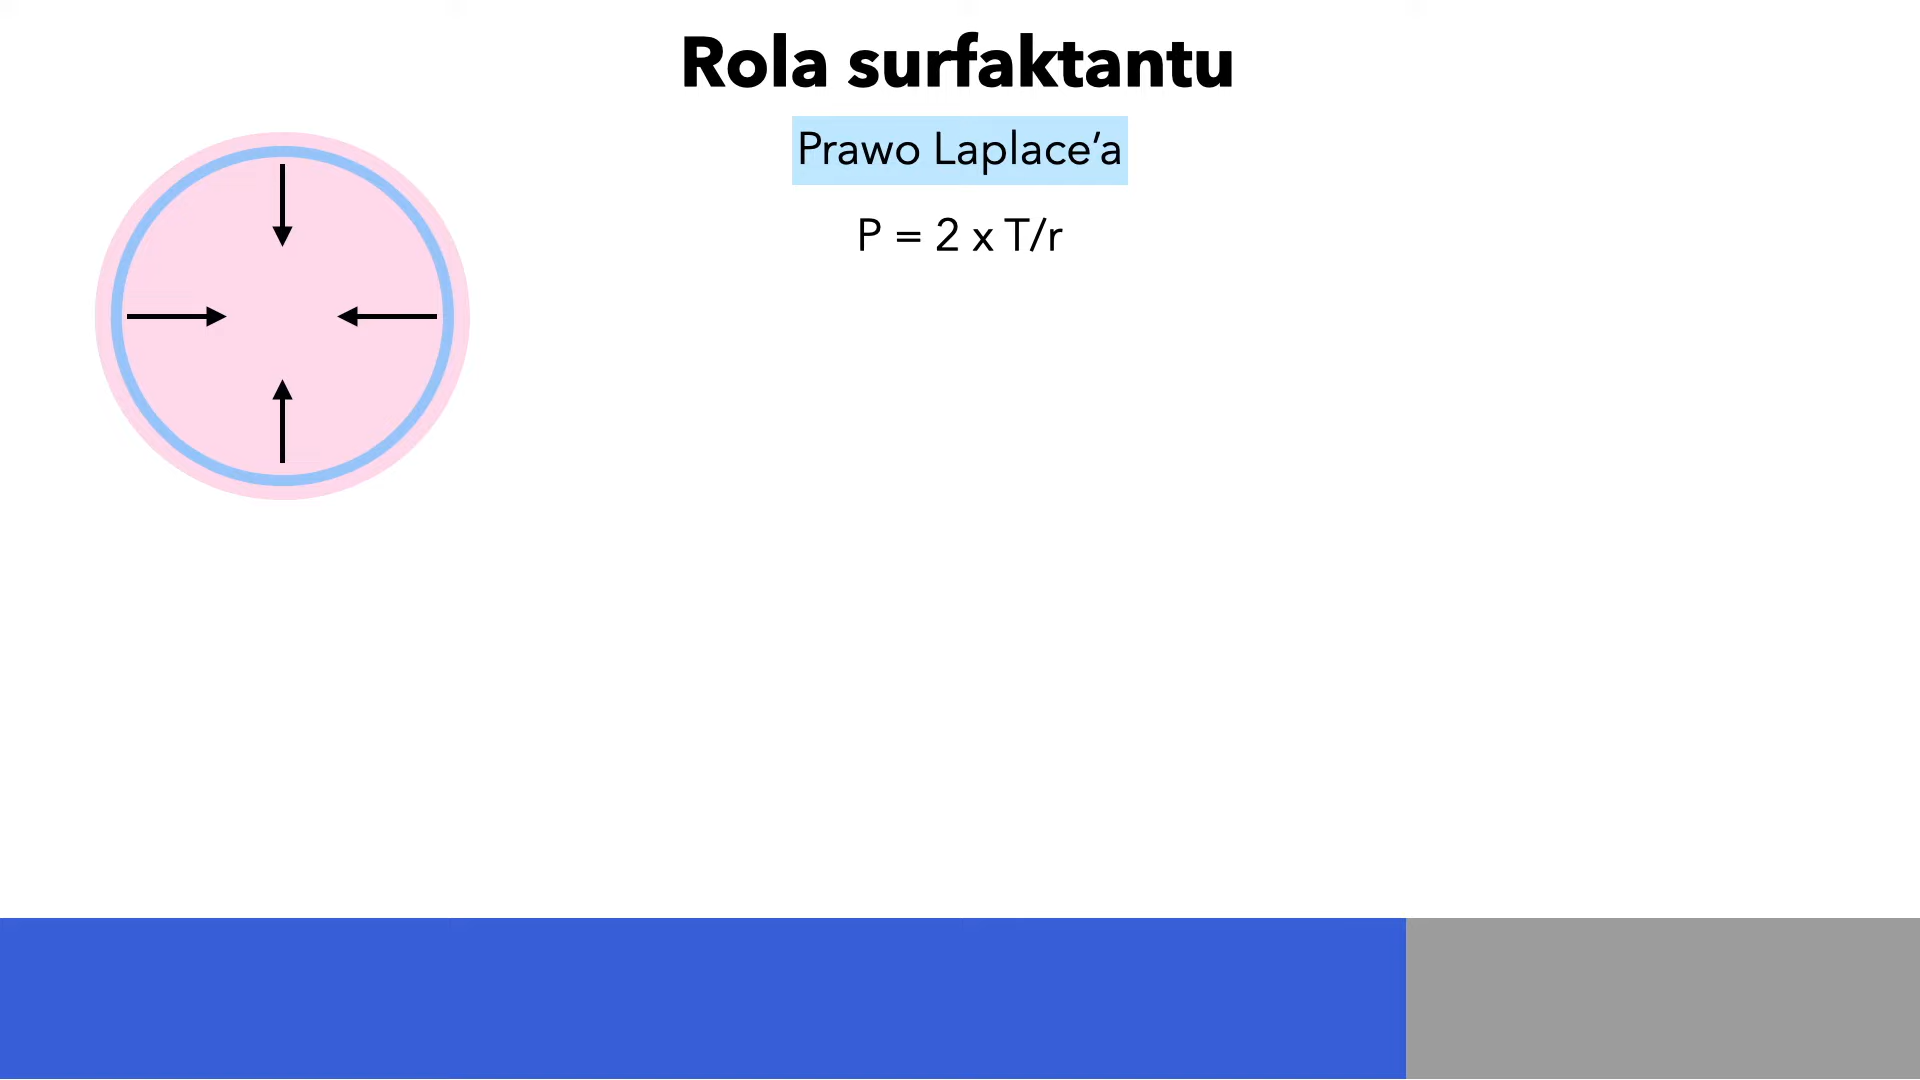 Rola surfaktantu
Prawo Laplace’a
P = 2 x T/r